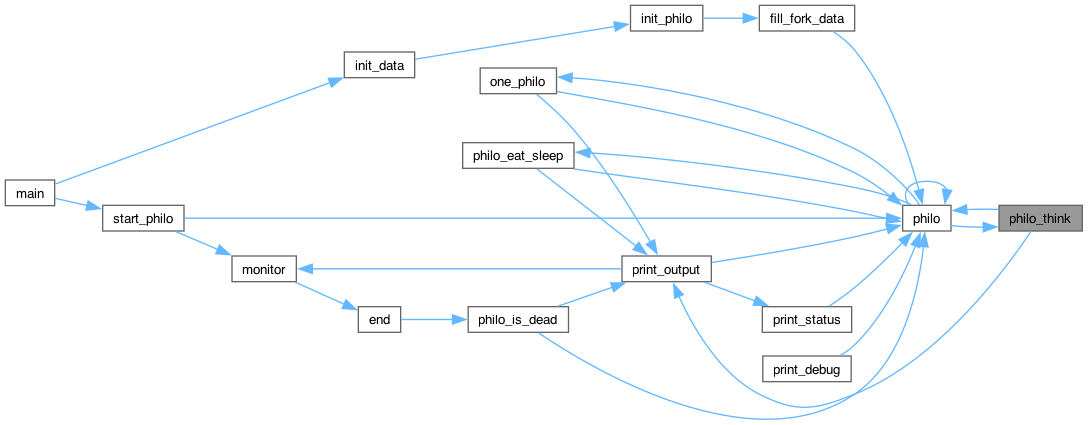 init_philo
fill_fork_data
init_data
one_philo
philo_eat_sleep
main
start_philo
philo
philo_think
monitor
print_output
end
philo_is_dead
print_status
print_debug